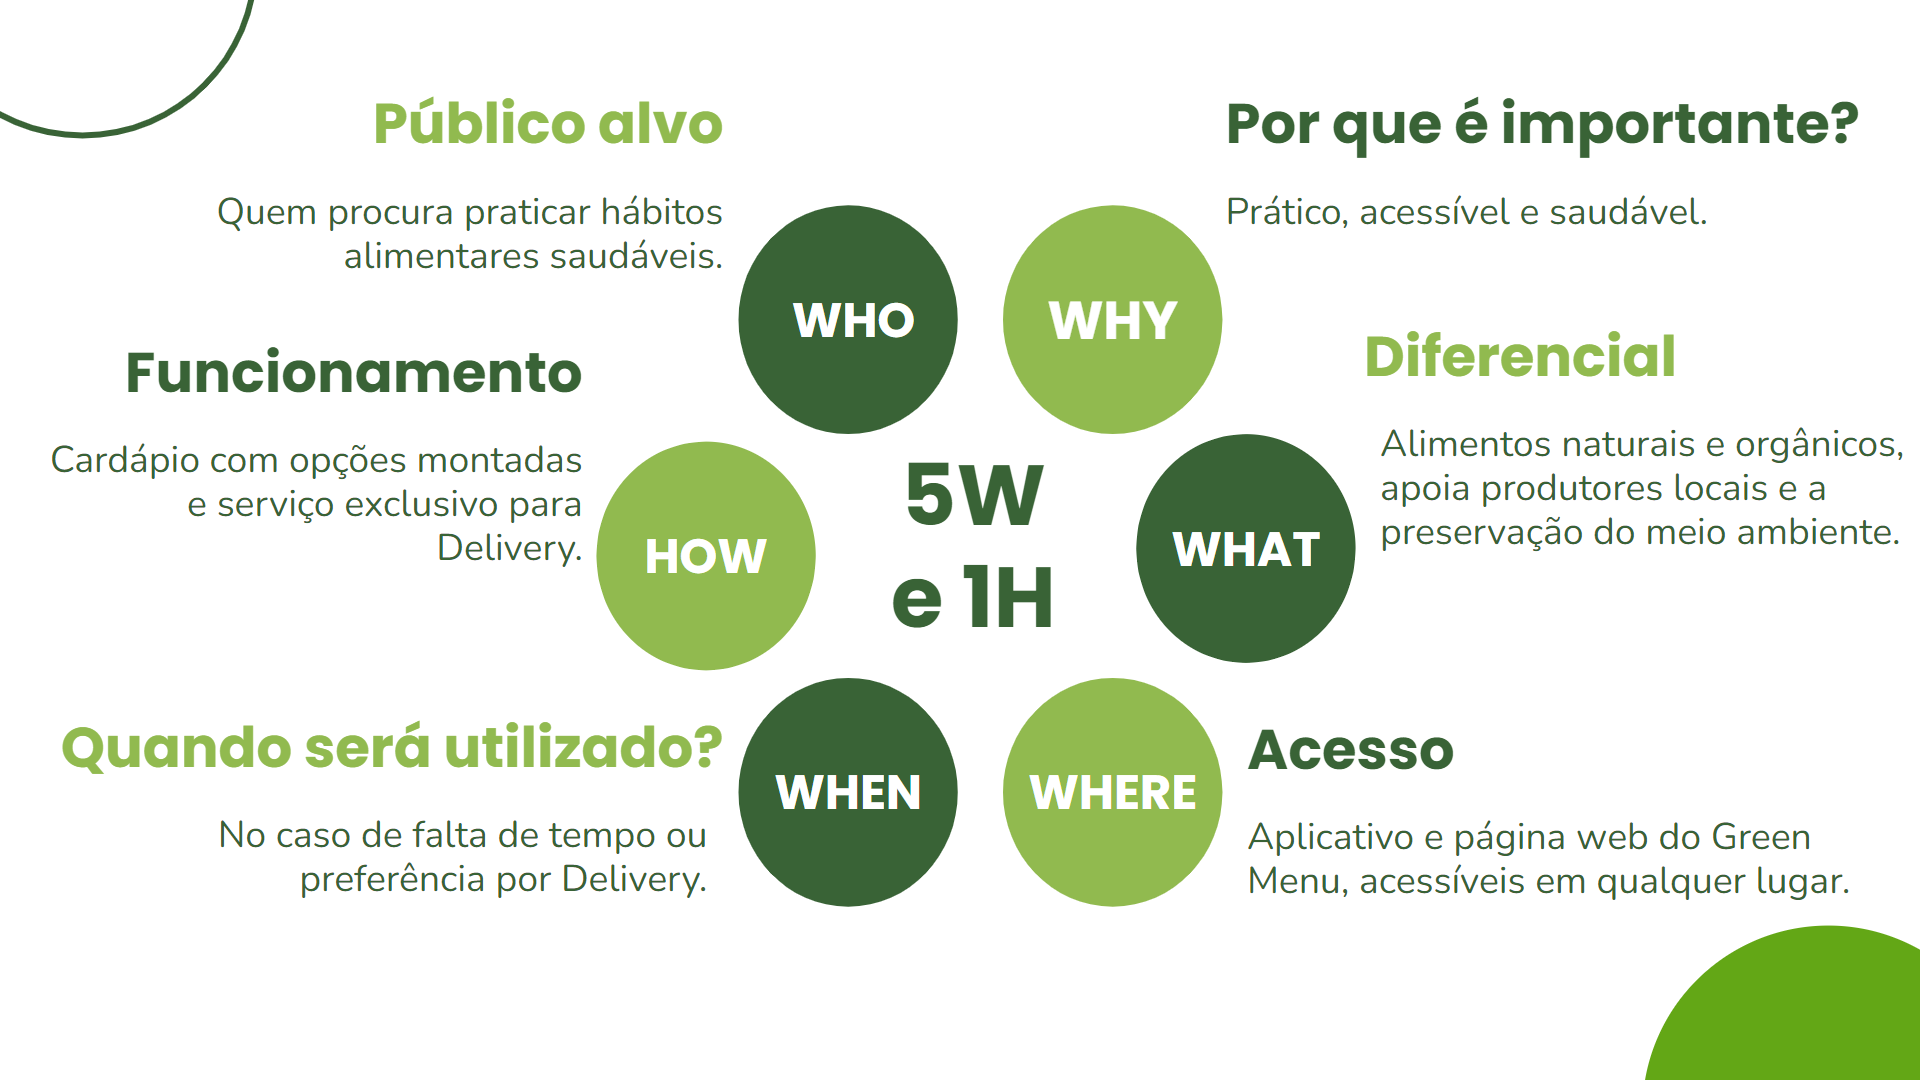 Público alvo
Quem procura praticar hábitos
alimentares saudáveis.
WHO
Por que é importante?
Prático, acessível e saudável.
WHY
Funcionamento
Cardápio com opções montadas
e serviço exclusivo para
Delivery.
HOW
5W
e 1H
Diferencial
Alimentos naturais e orgânicos,
apoia produtores locais e a
preservação do meio ambiente.
WHAT
Quando será utilizado?
No caso de falta de tempo ou
preferência por Delivery.
WHEN
WHERE
Acesso
Aplicativo e página web do Green
Menu, acessíveis em qualquer lugar.